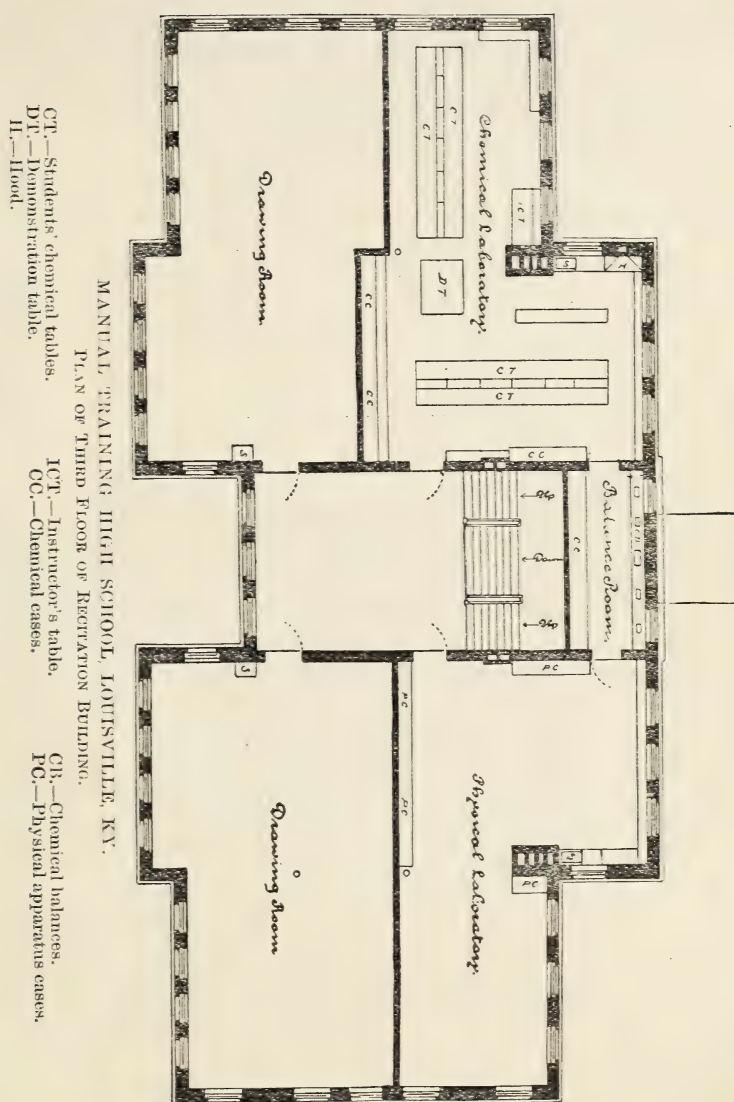 Chemical Laboratory.
CT
CT
ICT
DT
S
H
CT
CT
CC
CC
CC
Drawing Room.
S
Up
Down
Up
CC
Balance Room.
PC
PC
PC
PC
Physical Laboratory.
S
Drawing Room
S
MANUAL TRAINING HIGH SCHOOL, LOUISVILLE, KY.
PLAN OF THIRD FLOOR OF RECITATION BUILDING.
CT.—Students' chemical tables.
DT.—Demonstration table.
H.—Hood.
ICT.—Instructor's table.
CC.—Chemical cases.
CB.—Chemical balances.
PC.—Physical apparatus cases.